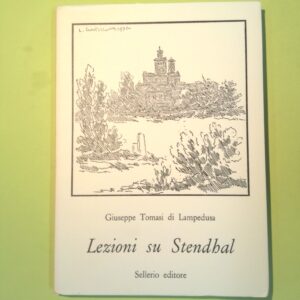 Giuseppe Tomasi di Lampedusa
Lezioni su Stendhal
Sellerio editore